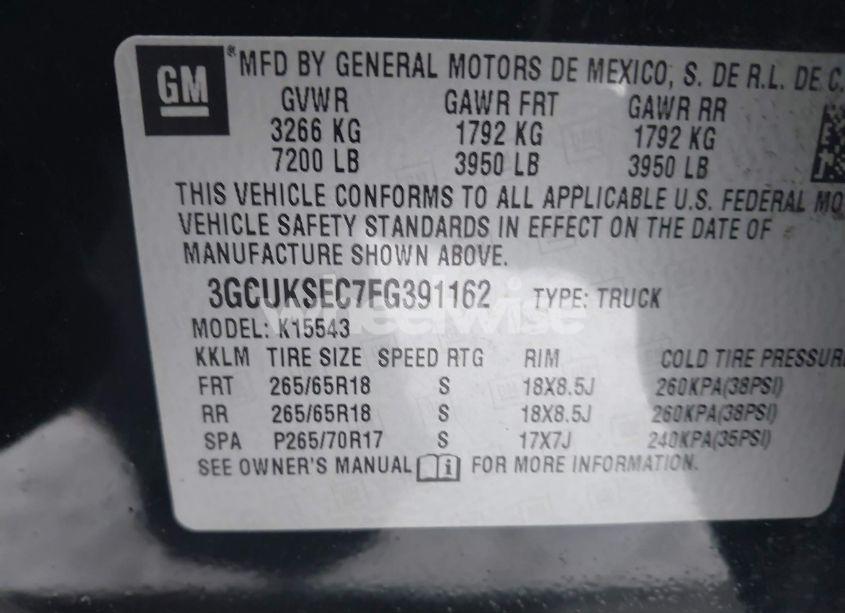 GM
® MFD BY GENERAL MOTORS DE MEXICO, S. DE R.L. DE C.
GVWR GAWR FRT GAWR RR
3266 KG 1792 KG 1792 KG
7200 LB 3950 LB 3950 LB
THIS VEHICLE CONFORMS TO ALL APPLICABLE U.S. FEDERAL MO
VEHICLE SAFETY STANDARDS IN EFFECT ON THE DATE OF
MANUFACTURE SHOWN ABOVE.
3GCUKSEC7FG391162 TYPE: TRUCK
wheelwise
MODEL: K15543
KKLM TIRE SIZE SPEED RTG RIM COLD TIRE PRESSURE
FRT 265/65R18 S 18X8.5J 260KPA(38PSI)
RR 265/65R18 S 18X8.5J 260KPA(38PSI)
SPA P265/70R17 S 17X7J 240KPA(35PSI)
SEE OWNER'S MANUAL i FOR MORE INFORMATION.